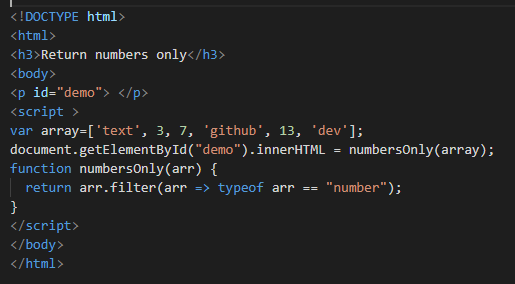 <!DOCTYPE html>
<html>
<h3>Return numbers only</h3>
<body>
<p id="demo"> </p>
<script >
var array=['text', 3, 7, 'github', 13, 'dev'];
document.getElementById("demo").innerHTML = numbersOnly(array);
function numbersOnly(arr) {
  return arr.filter(arr => typeof arr == "number");
}
</script>
</body>
</html>